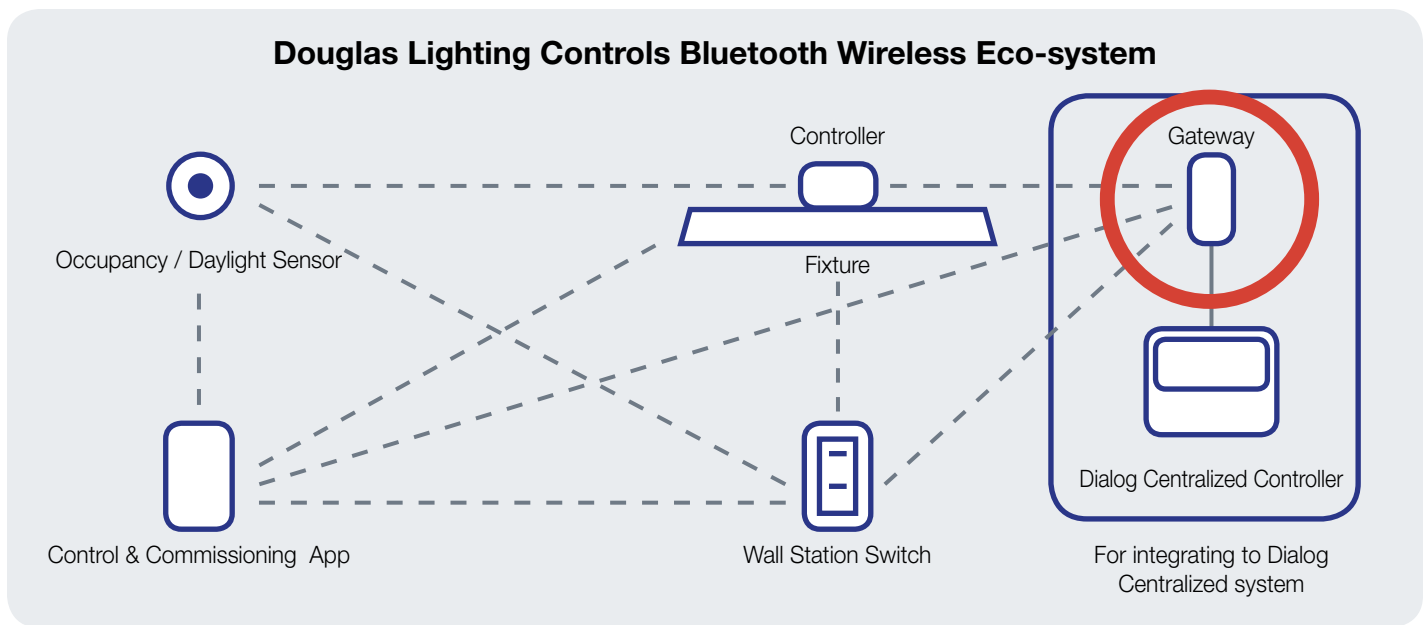 Douglas Lighting Controls Bluetooth Wireless Eco-system
Controller
Gateway
Occupancy / Daylight Sensor
Fixture
Dialog Centralized Controller
Control & Commissioning App
Wall Station Switch
For integrating to Dialog
Centralized system